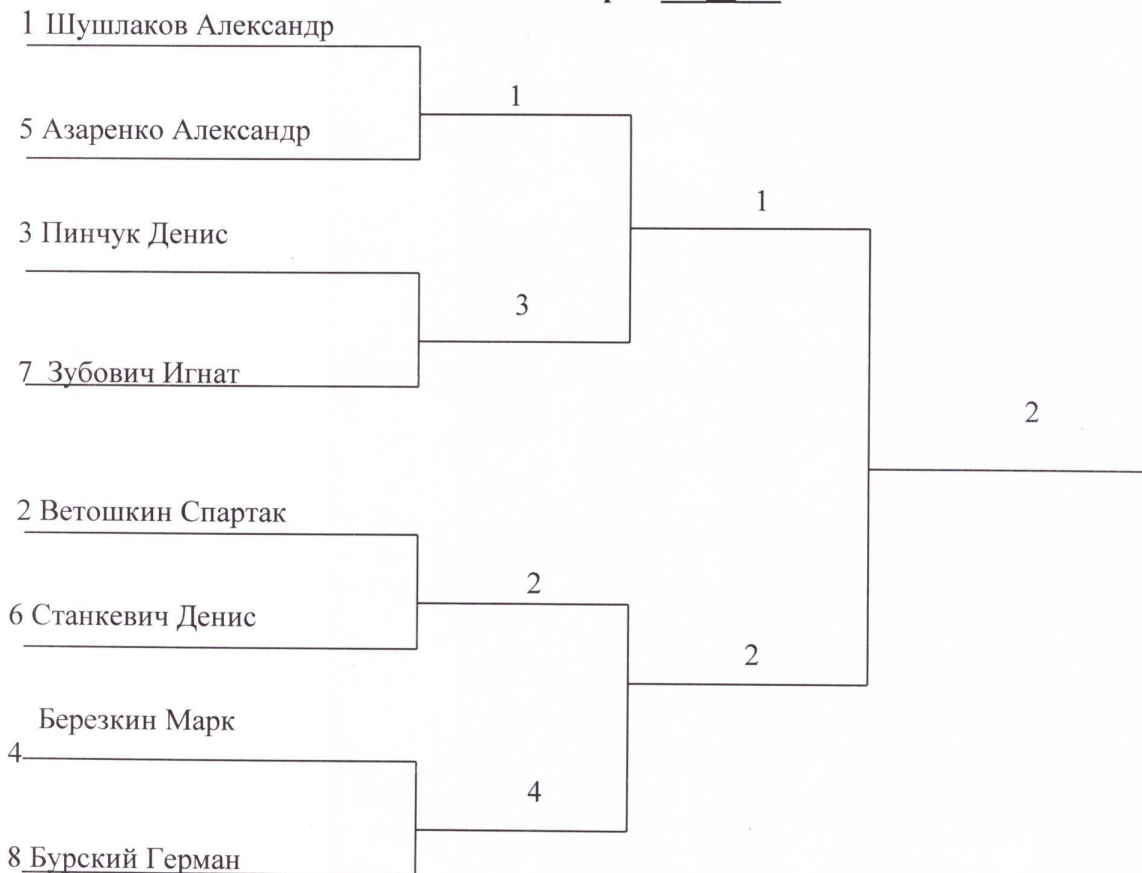 1 Шушлаков Александр
1
5 Азаренко Александр
1
3 Пинчук Денис
3
7 Зубович Игнат
2
2 Ветошкин Спартак
2
6 Станкевич Денис
2
Березкин Марк
4
4
8 Бурский Герман